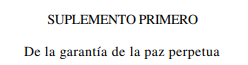 SUPLEMENTO PRIMERO
De la garantía de la paz perpetua